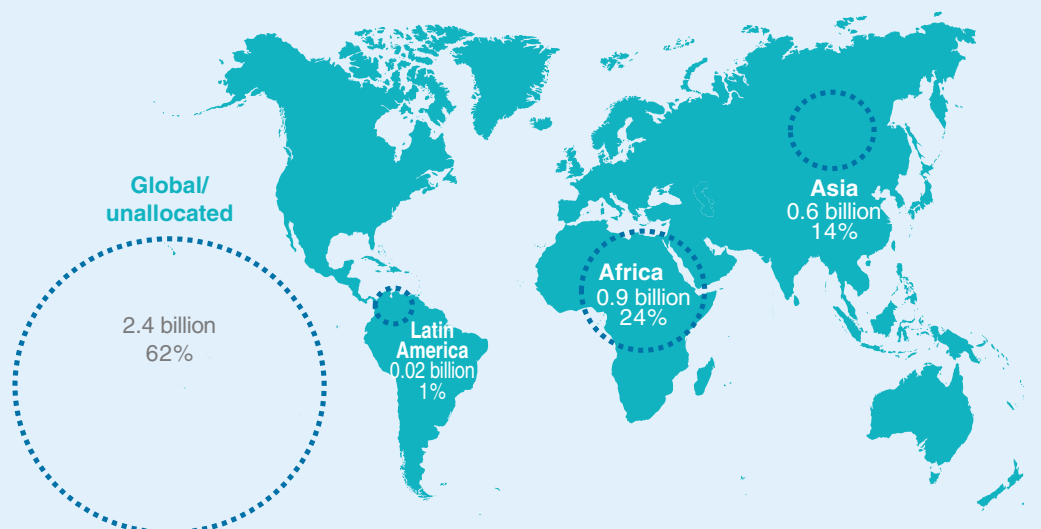 Global/
unallocated
2.4 billion
62%
Latin
America
0.02 billion
1%
Africa
0.9 billion
24%
Asia
0.6 billion
14%